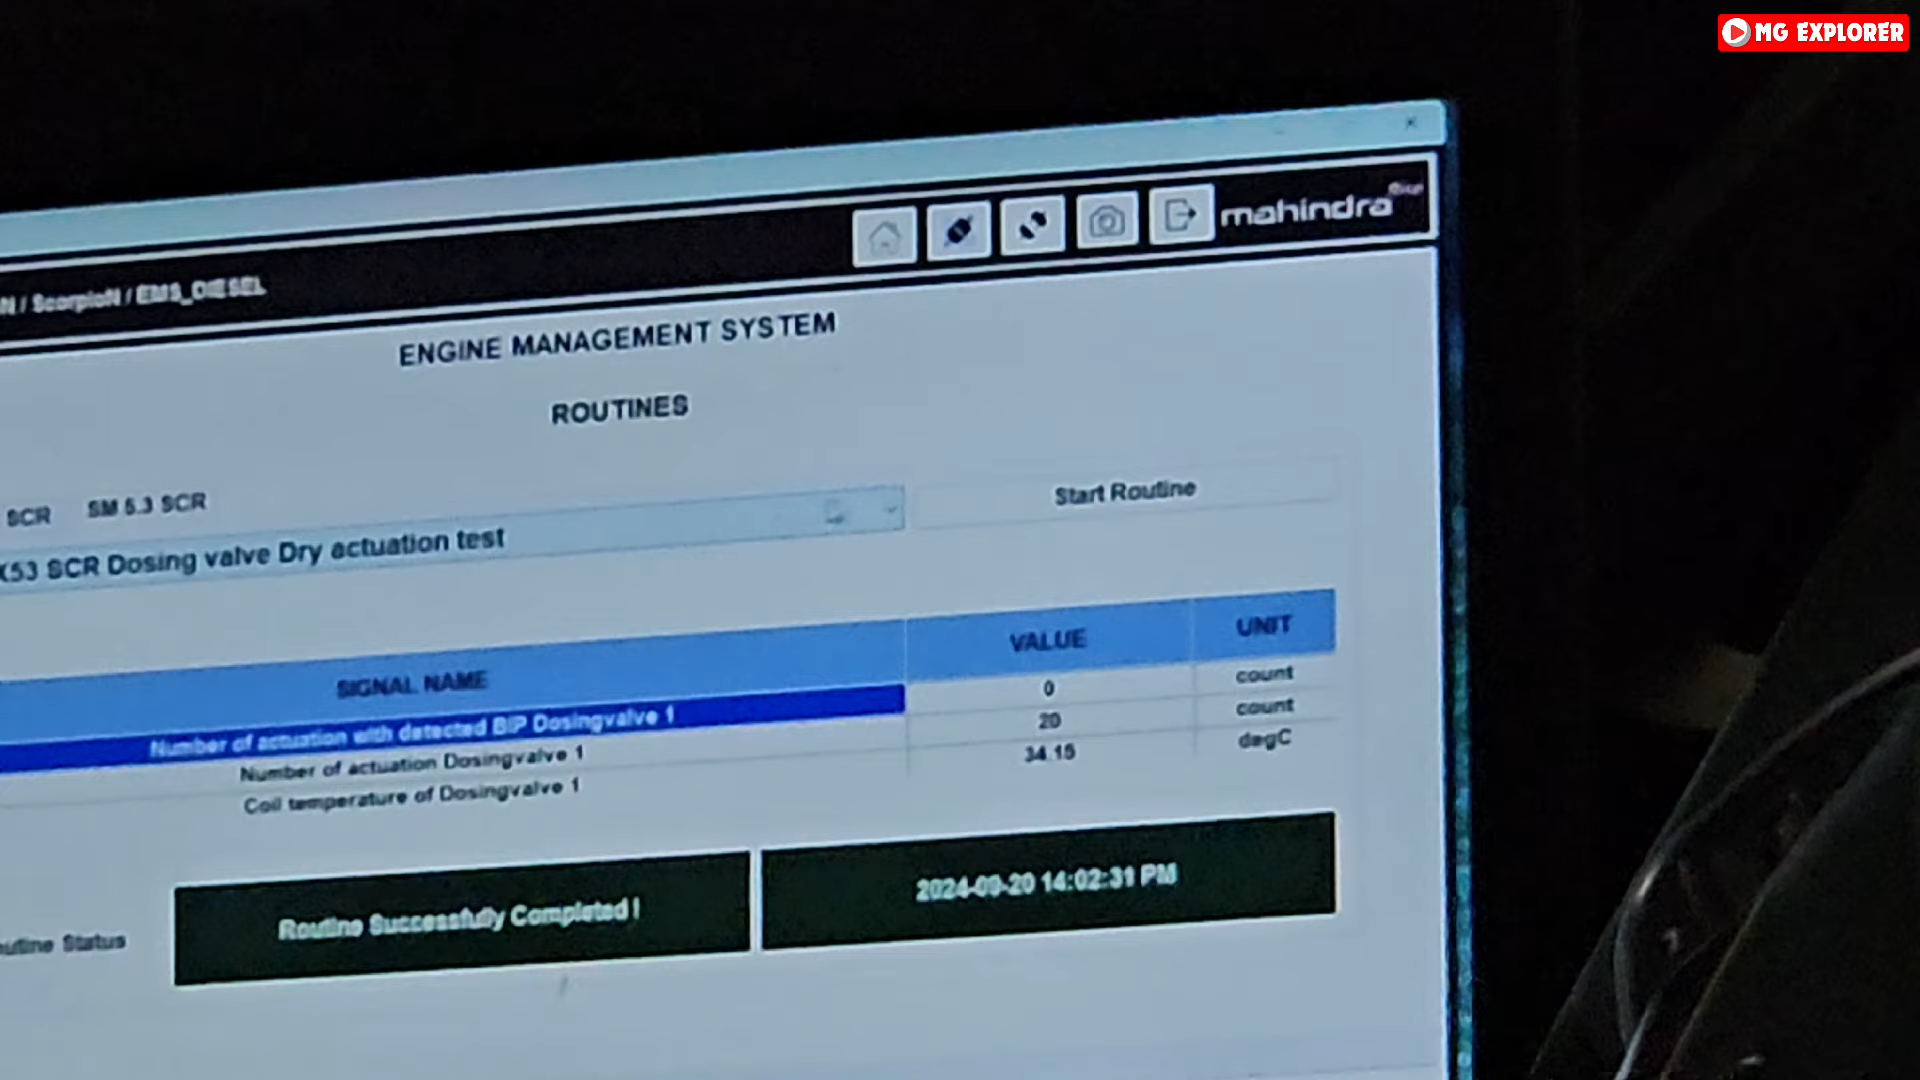 MG EXPLORER
mahindra Rise
N / ScorpioN / EMS_DIESEL
ENGINE MANAGEMENT SYSTEM
ROUTINES
SCR SM 5.3 SCR
Start Routine
X53 SCR Dosing valve Dry actuation test
SIGNAL NAME VALUE UNIT
Number of actuation with detected BIP Dosingvalve 1 0 count
Number of actuation Dosingvalve 1 20 count
Coil temperature of Dosingvalve 1 34.15 degC
utine Status Routine Successfully Completed ! 2024-09-20 14:02:31 PM